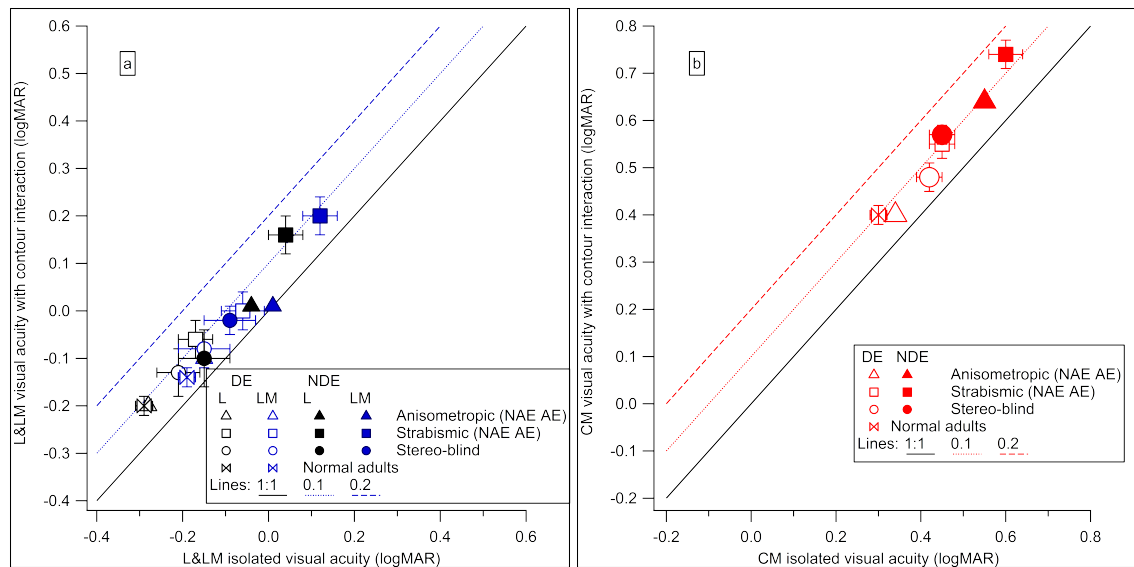 a
L&LM visual acuity with contour interaction (logMAR)
0.6
0.5
0.4
0.3
0.2
0.1
0.0
-0.1
-0.2
-0.3
-0.4
-0.4 -0.2 0.0 0.2 0.4 0.6
L&LM isolated visual acuity (logMAR)
DE NDE
L LM L LM
Anisometropic (NAE AE)
Strabismic (NAE AE)
Stereo-blind
Normal adults
Lines: 1:1 0.1 0.2
b
CM visual acuity with contour interaction (logMAR)
0.8
0.7
0.6
0.5
0.4
0.3
0.2
0.1
0.0
-0.1
-0.2
-0.2 0.0 0.2 0.4 0.6 0.8
CM isolated visual acuity (logMAR)
DE NDE
Anisometropic (NAE AE)
Strabismic (NAE AE)
Stereo-blind
Normal adults
Lines: 1:1 0.1 0.2